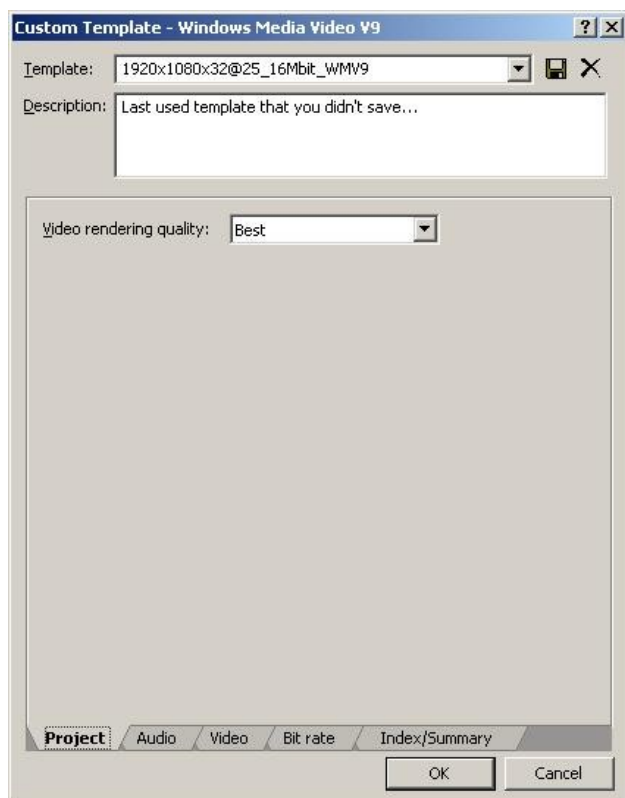 Custom Template - Windows Media Video V9
Template: 1920x1080x32@25_16Mbit_WMV9
Description: Last used template that you didn't save...
Video rendering quality: Best
Project Audio Video Bit rate Index/Summary
OK Cancel